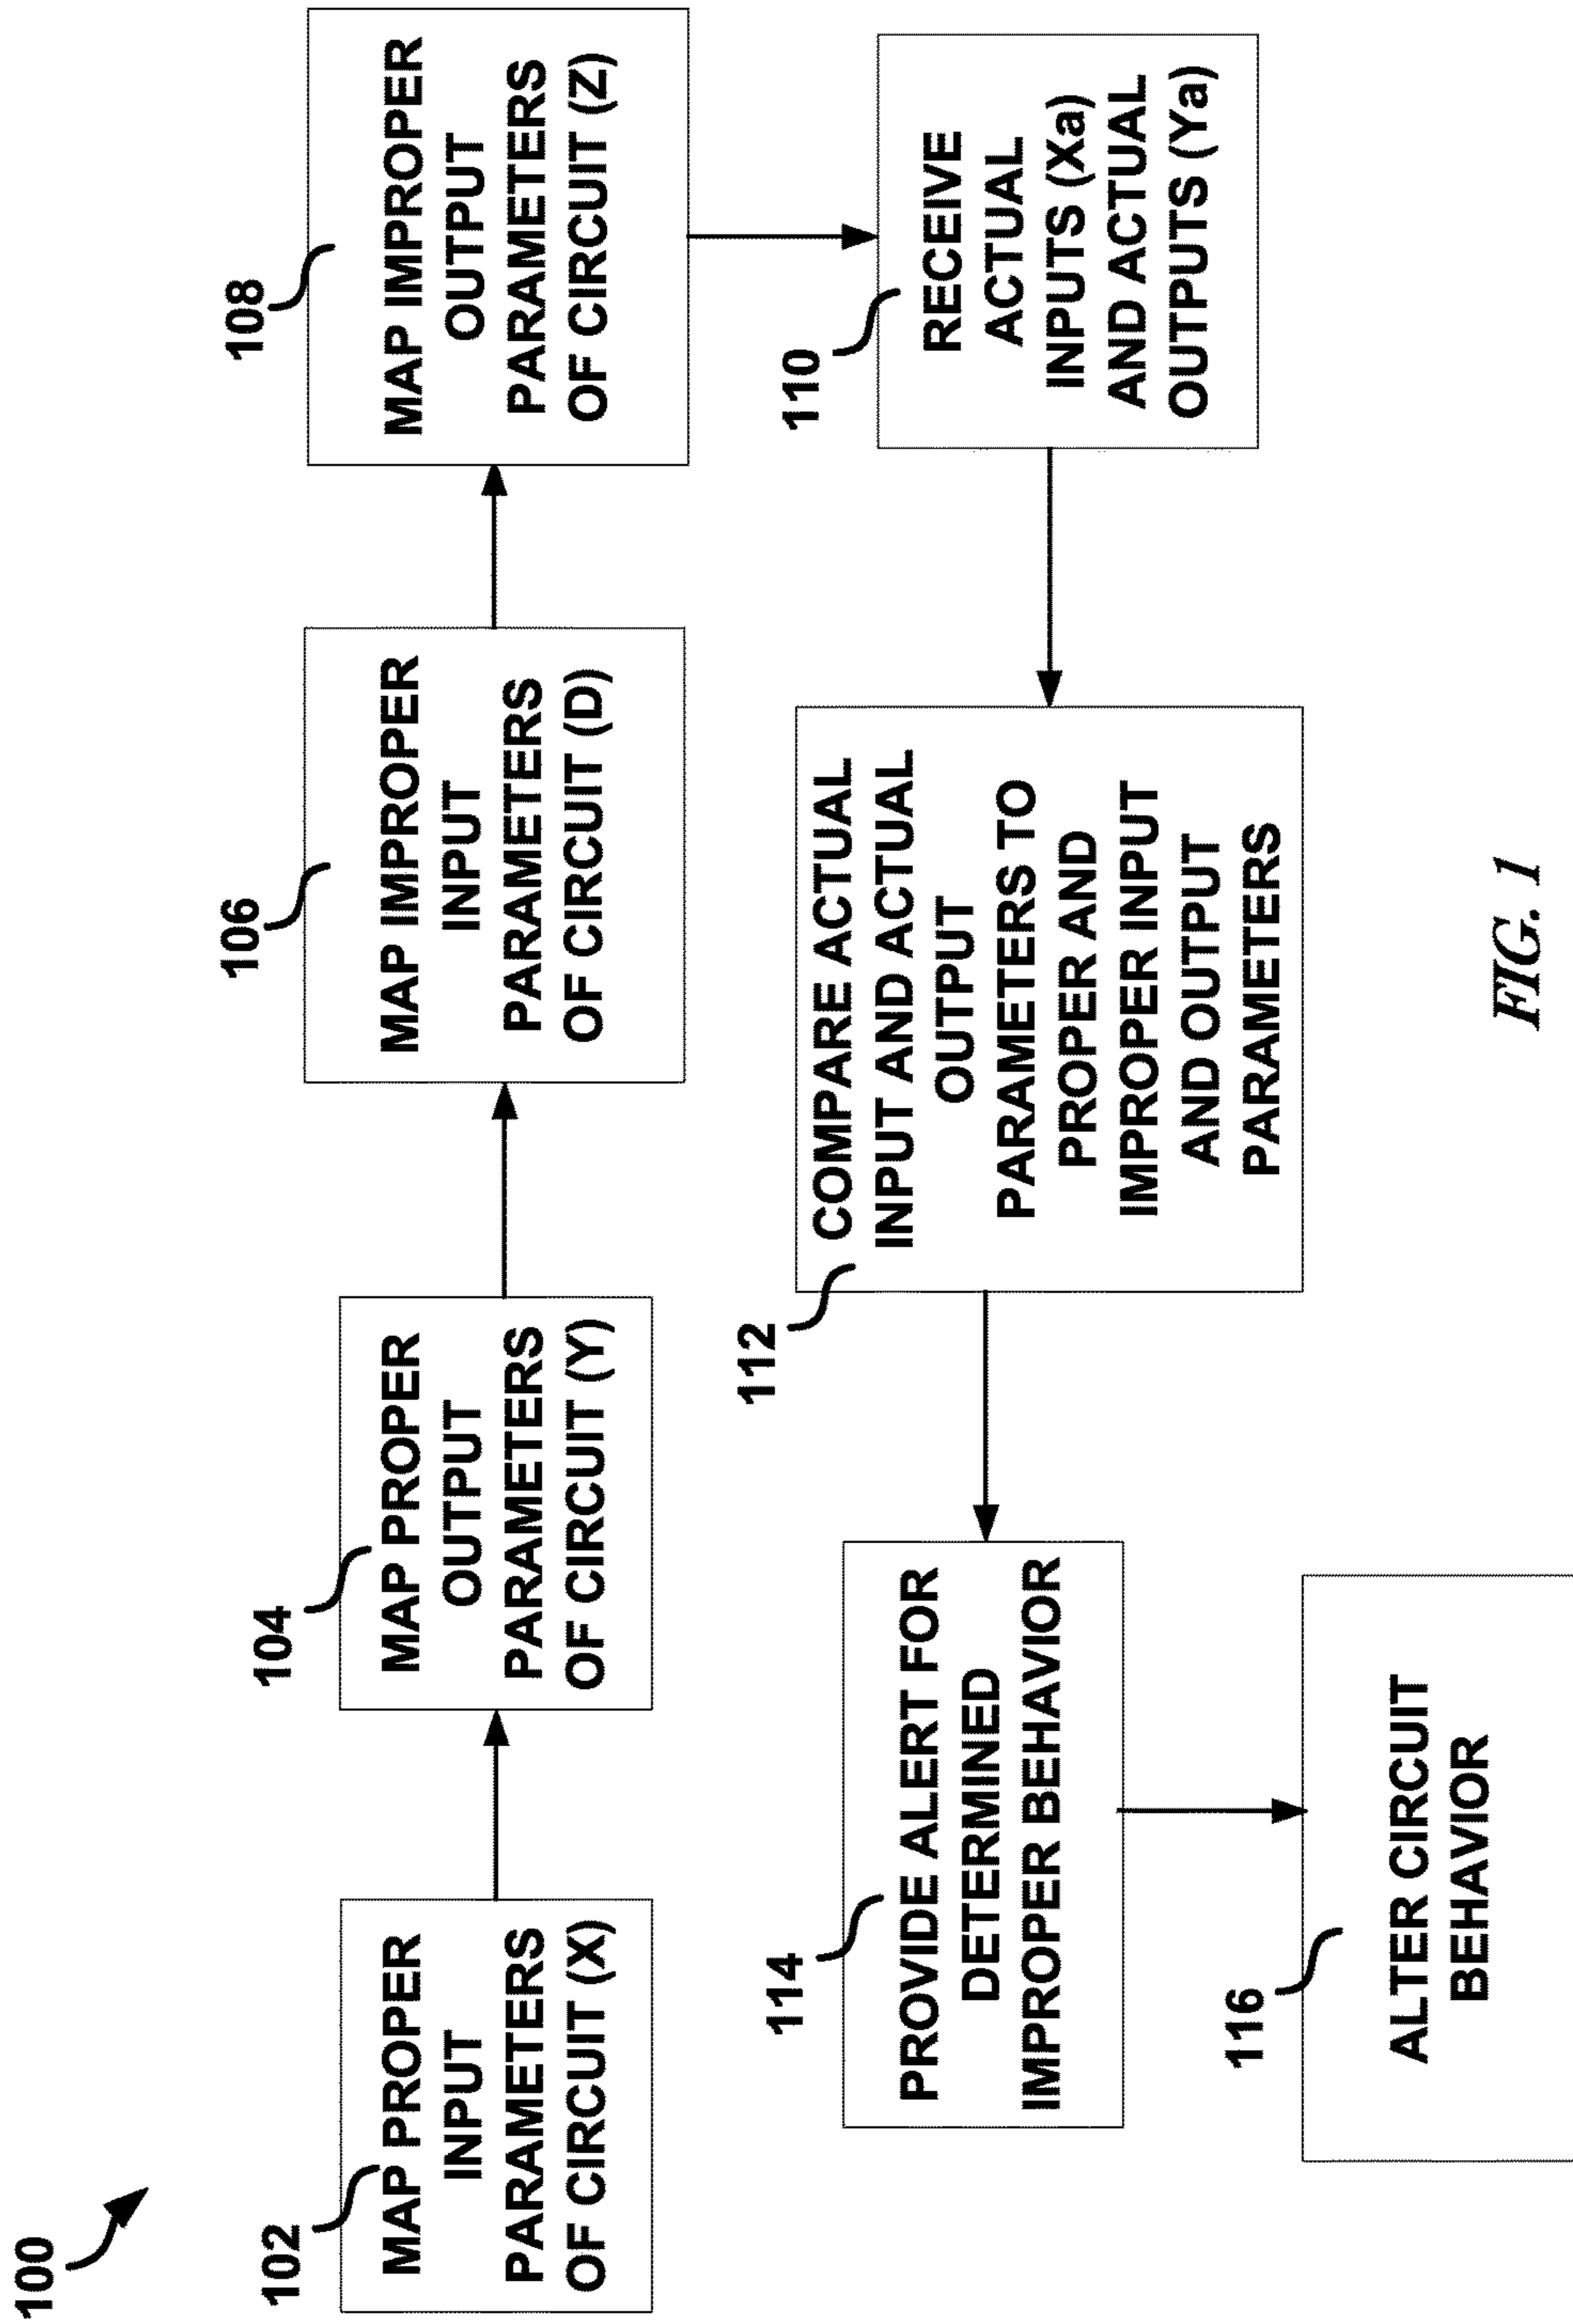 100
102
MAP PROPER
INPUT
PARAMETERS
OF CIRCUIT (X)
104
MAP PROPER
OUTPUT
PARAMETERS
OF CIRCUIT (Y)
106
MAP IMPROPER
INPUT
PARAMETERS
OF CIRCUIT (D)
108
MAP IMPROPER
OUTPUT
PARAMETERS
OF CIRCUIT (Z)
110
RECEIVE
ACTUAL
INPUTS (Xa)
AND ACTUAL
OUTPUTS (Ya)
112
COMPARE ACTUAL
INPUT AND ACTUAL
OUTPUT
PARAMETERS TO
PROPER AND
IMPROPER INPUT
AND OUTPUT
PARAMETERS
114
PROVIDE ALERT FOR
DETERMINED
IMPROPER BEHAVIOR
116
ALTER CIRCUIT
BEHAVIOR
FIG. 1